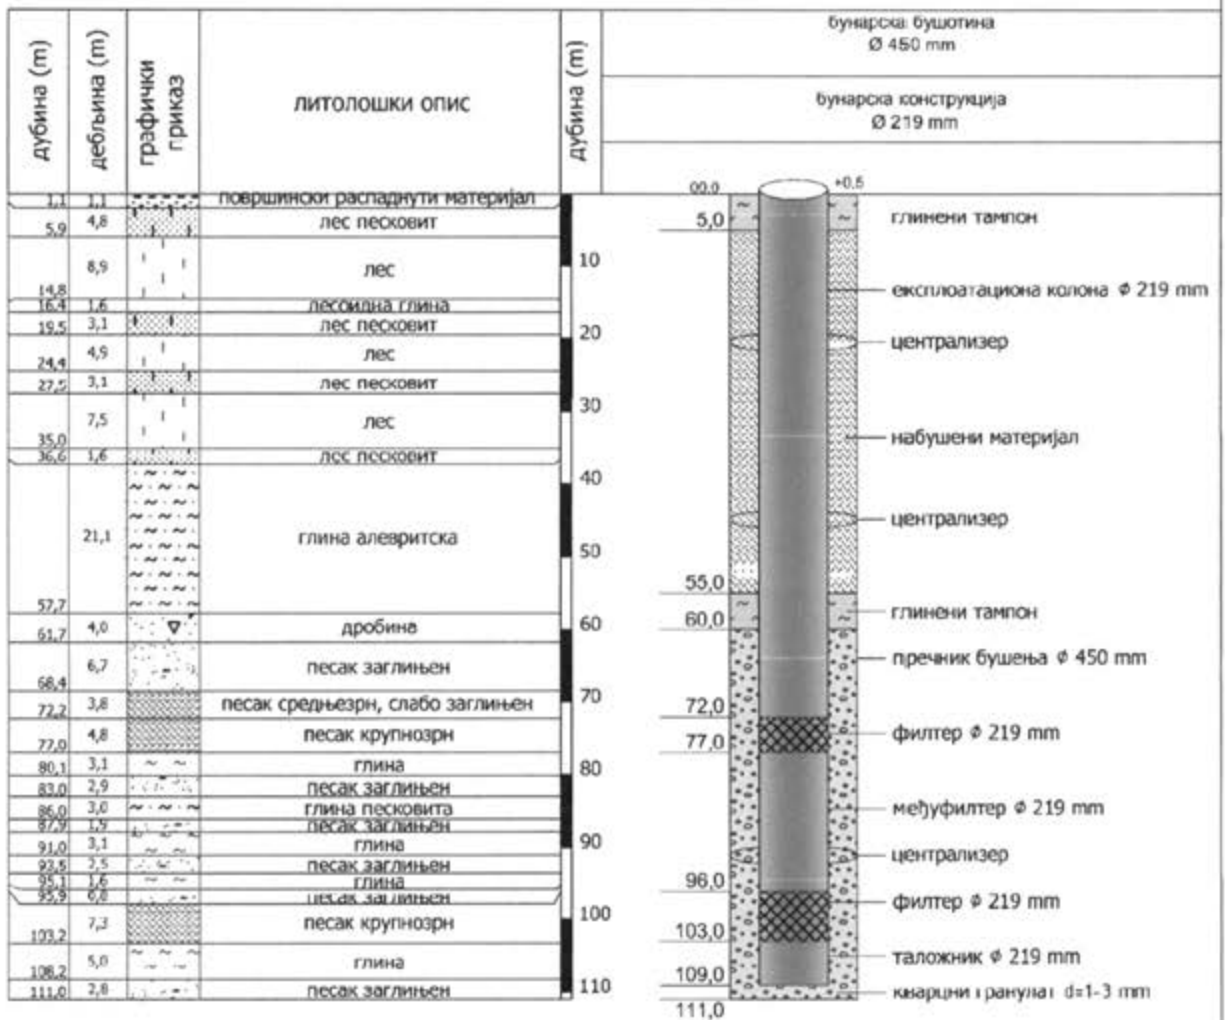 дубина (m)
дебљина (m)
графички
приказ
ЛИТОЛОШКИ ОПИС
дубина (m)
бунарска бушотина
Ø 450 mm
бунарска конструкција
Ø 219 mm
1,1 1,1 површински распаднути материјал
5,9 4,8 лес песковит
14,8 8,9 лес
16,4 1,6 лесоидна глина
19,5 3,1 лес песковит
24,4 4,9 лес
27,5 3,1 лес песковит
35,0 7,5 лес
36,6 1,6 лес песковит
57,7 21,1 глина алевритска
61,7 4,0 дробина
68,4 6,7 песак заглињен
72,2 3,8 песак средњезрн, слабо заглињен
77,0 4,8 песак крупнозрн
80,1 3,1 глина
83,0 2,9 песак заглињен
86,0 3,0 глина песковита
87,9 1,9 песак заглињен
91,0 3,1 глина
93,5 2,5 песак заглињен
95,1 1,6 глина
95,9 0,8 песак заглињен
103,2 7,3 песак крупнозрн
108,2 5,0 глина
111,0 2,8 песак заглињен
10
20
30
40
50
60
70
80
90
100
110
00.0
+0,5
5,0
55,0
60,0
72,0
77,0
96,0
103,0
109,0
111,0
глинени тампон
експлоатациона колона ϕ 219 mm
централизер
набушени материјал
централизер
глинени тампон
пречник бушења ϕ 450 mm
филтер ϕ 219 mm
међуфилтер ϕ 219 mm
централизер
филтер ϕ 219 mm
таложник ϕ 219 mm
кварцни гранулат d=1-3 mm